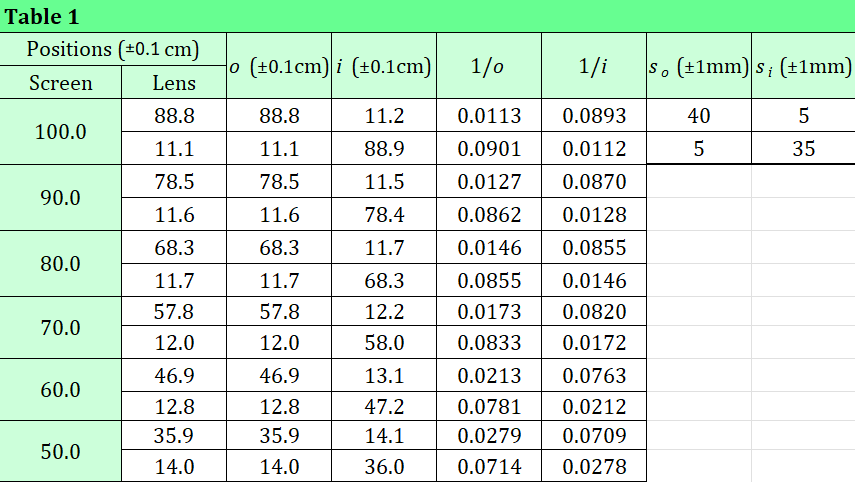 Table 1
Positions (±0.1 cm) o (±0.1cm) i (±0.1cm) 1/o 1/i s o (±1mm) s i (±1mm)
Screen Lens
100.0 88.8 88.8 11.2 0.0113 0.0893 40 5
11.1 11.1 88.9 0.0901 0.0112 5 35
90.0 78.5 78.5 11.5 0.0127 0.0870
11.6 11.6 78.4 0.0862 0.0128
80.0 68.3 68.3 11.7 0.0146 0.0855
11.7 11.7 68.3 0.0855 0.0146
70.0 57.8 57.8 12.2 0.0173 0.0820
12.0 12.0 58.0 0.0833 0.0172
60.0 46.9 46.9 13.1 0.0213 0.0763
12.8 12.8 47.2 0.0781 0.0212
50.0 35.9 35.9 14.1 0.0279 0.0709
14.0 14.0 36.0 0.0714 0.0278